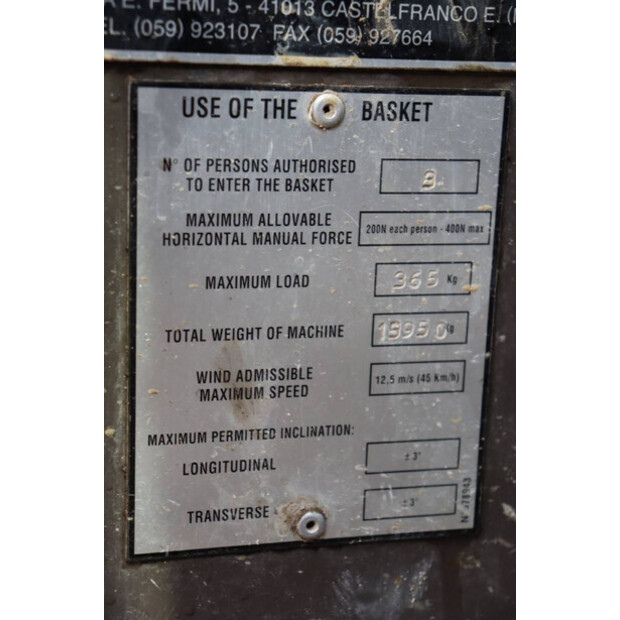 E. FERMI, 5 - 41013 CASTELFRANCO E.
TEL. (059) 923107 FAX (059) 927664
USE OF THE BASKET
N° OF PERSONS AUTHORISED
TO ENTER THE BASKET
3
MAXIMUM ALLOVABLE
HORIZONTAL MANUAL FORCE
200N each person - 400N max
MAXIMUM LOAD
365 Kg
TOTAL WEIGHT OF MACHINE
15950 Kg
WIND ADMISSIBLE
MAXIMUM SPEED
12,5 m/s (45 Km/h)
MAXIMUM PERMITTED INCLINATION:
LONGITUDINAL
± 3°
TRANSVERSE
± 3°